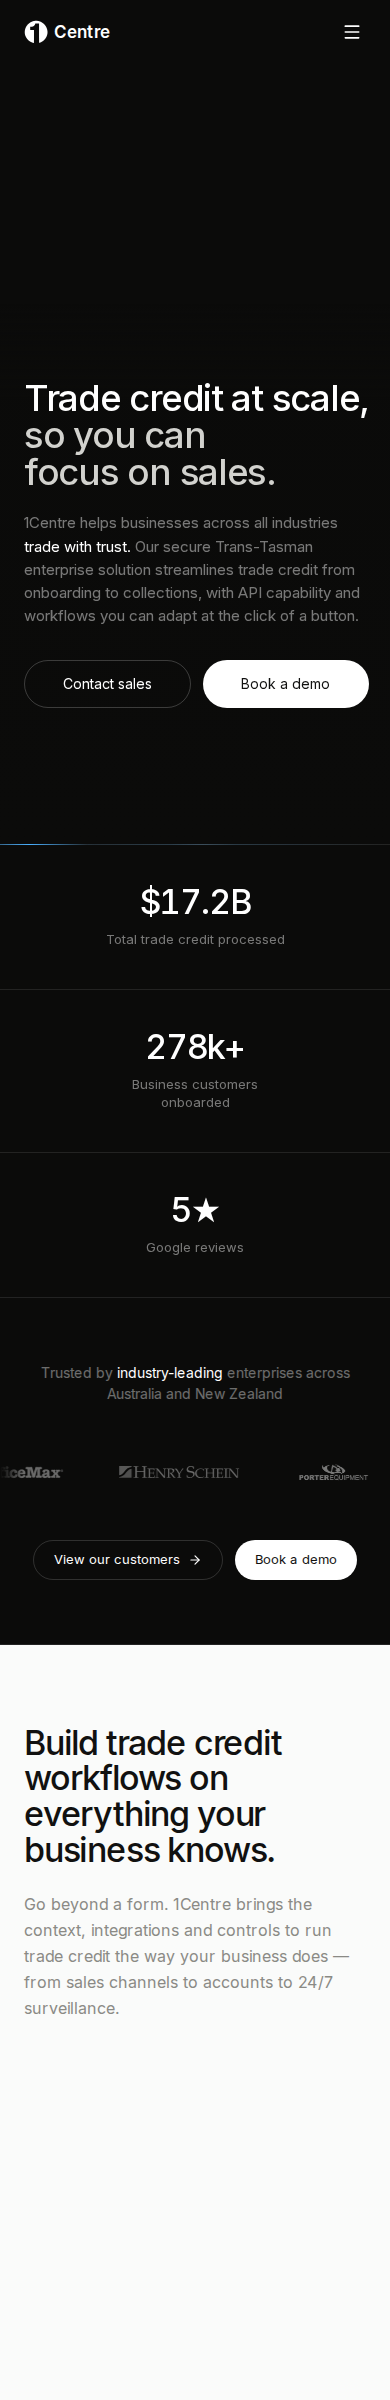 1 Centre
Trade credit at scale,
so you can
focus on sales.
1Centre helps businesses across all industries
trade with trust. Our secure Trans-Tasman
enterprise solution streamlines trade credit from
onboarding to collections, with API capability and
workflows you can adapt at the click of a button.
Contact sales
Book a demo
$17.2B
Total trade credit processed
278k+
Business customers
onboarded
5★
Google reviews
Trusted by industry-leading enterprises across
Australia and New Zealand
iceMax
HENRY SCHEIN
PORTEREQUIPMENT
View our customers →
Book a demo
Build trade credit
workflows on
everything your
business knows.
Go beyond a form. 1Centre brings the
context, integrations and controls to run
trade credit the way your business does —
from sales channels to accounts to 24/7
surveillance.